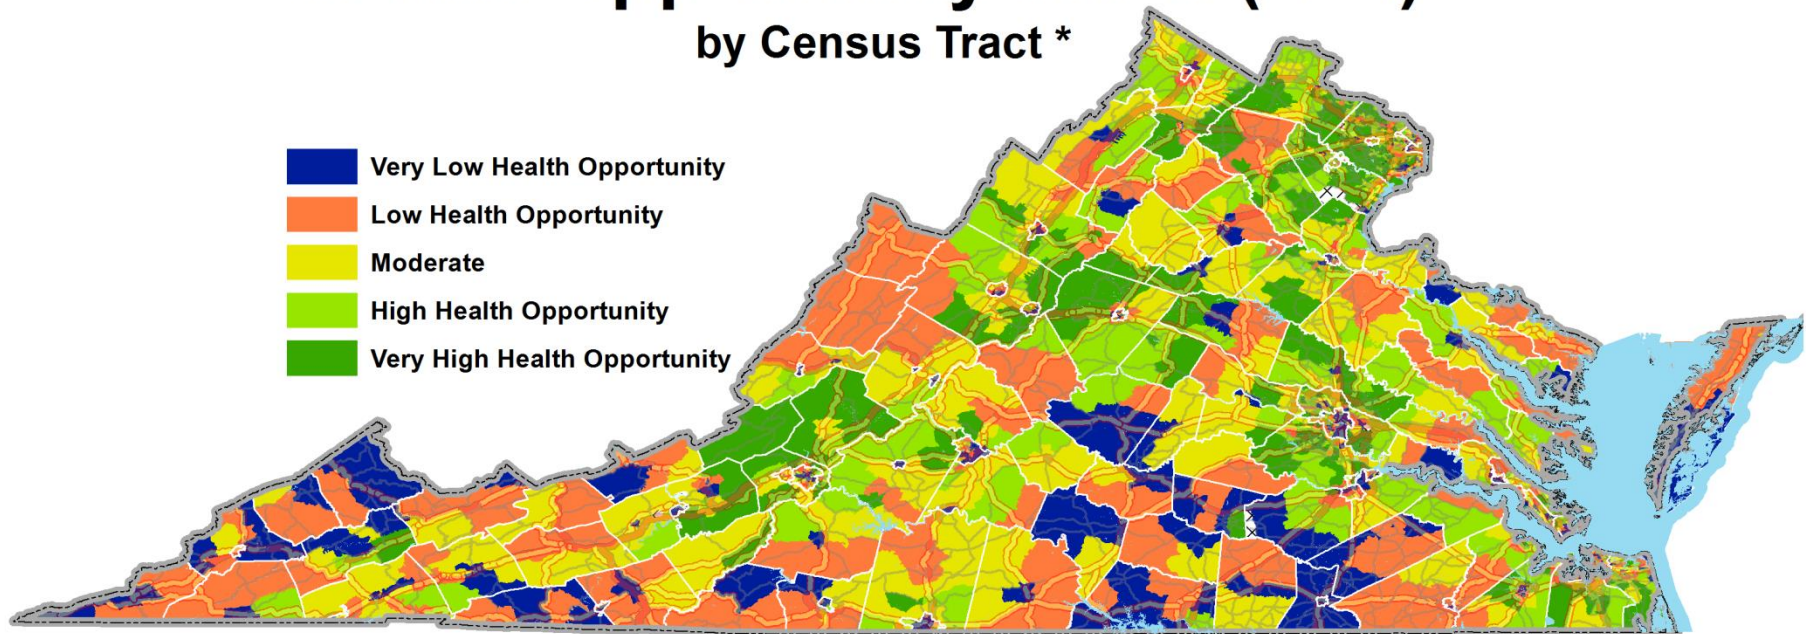 by Census Tract *
Very Low Health Opportunity
Low Health Opportunity
Moderate
High Health Opportunity
Very High Health Opportunity